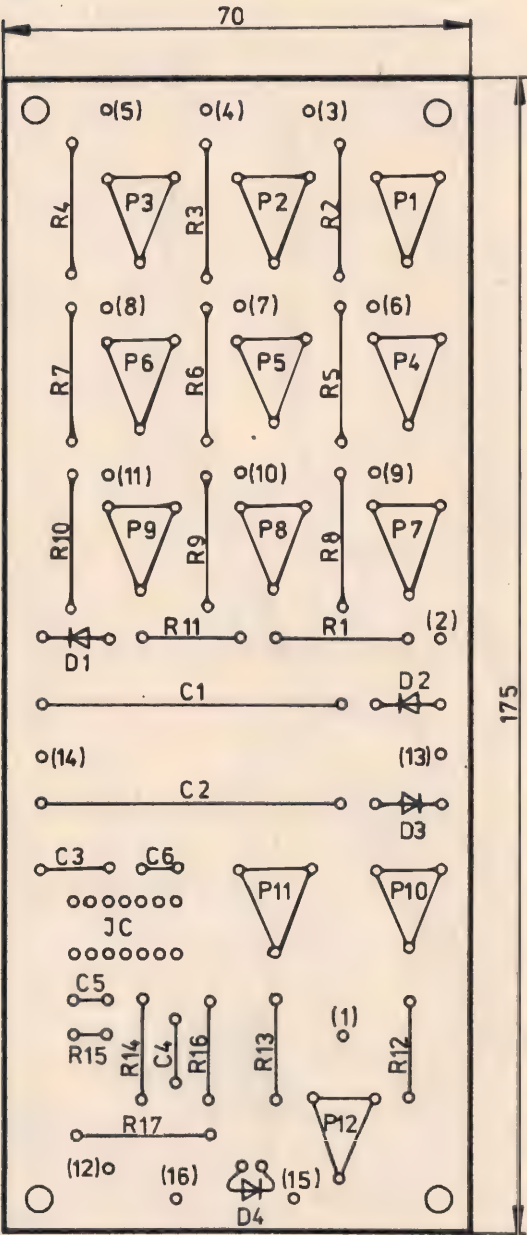 70
(5) (4) (3)
R4 P3 R3 P2 R2 P1
(8) (7) (6)
R7 P6 R6 P5 R5 P4
(11) (10) (9)
R10 P9 R9 P8 R8 P7
R11 R1 (2)
D1
C1 D2
175
(14) (13)
C2
D3
C3 C6
P11 P10
JC
C5
(1)
R15 R14 C4 R16 R13 R12
P12
R17
(12) (16) (15)
D4